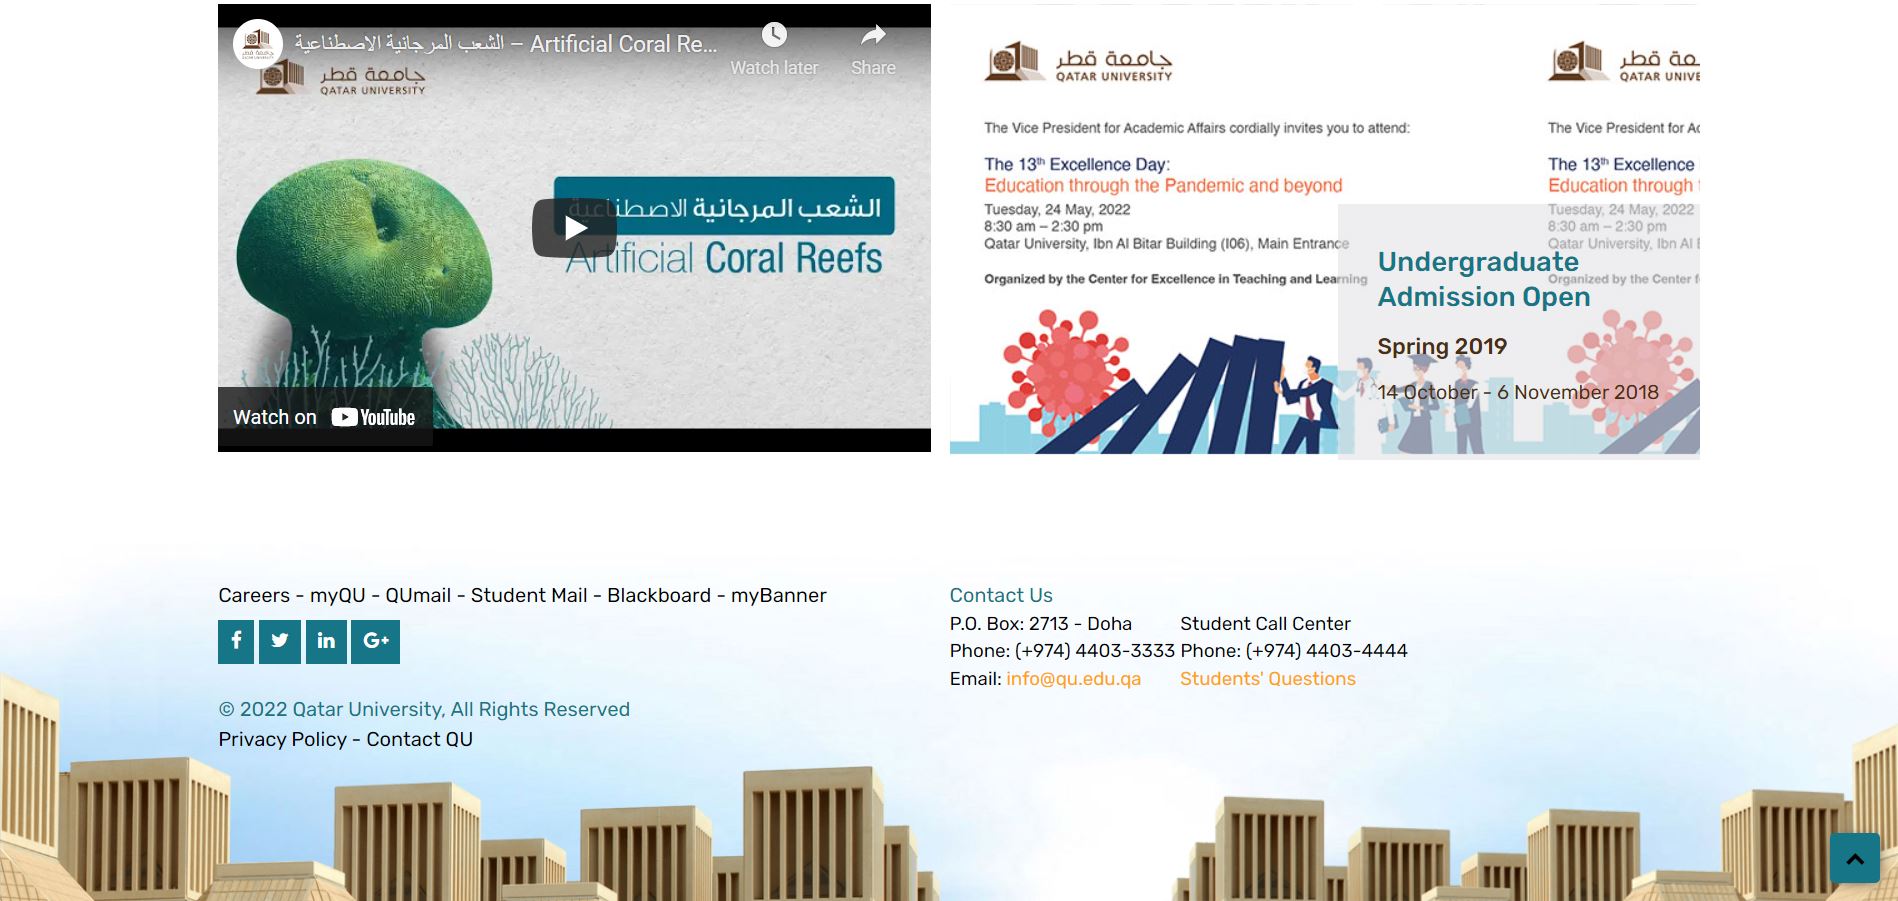 الشعب المرجانية الاصطناعية – Artificial Coral Re...
Watch later
Share
جامعة قطر
QATAR UNIVERSITY
الشعب المرجانية الاصطناعية
Artificial Coral Reefs
Watch on YouTube
جامعة قطر
QATAR UNIVERSITY
The Vice President for Academic Affairs cordially invites you to attend:
The 13th Excellence Day:
Education through the Pandemic and beyond
Tuesday, 24 May, 2022
8:30 am – 2:30 pm
Qatar University, Ibn Al Bitar Building (I06), Main Entrance
Organized by the Center for Excellence in Teaching and Learning
جامعة ق
QATAR UNIVE
The Vice President for Ac
The 13th Excellence
Education through
Tuesday, 24 May, 2022
8:30 am – 2:30 pm
Qatar University, Ibn Al
Organized by the Center f
Undergraduate
Admission Open
Spring 2019
14 October - 6 November 2018
Careers - myQU - QUmail - Student Mail - Blackboard - myBanner
f in G+
© 2022 Qatar University, All Rights Reserved
Privacy Policy - Contact QU
Contact Us
P.O. Box: 2713 - Doha
Phone: (+974) 4403-3333
Email: info@qu.edu.qa
Student Call Center
Phone: (+974) 4403-4444
Students' Questions